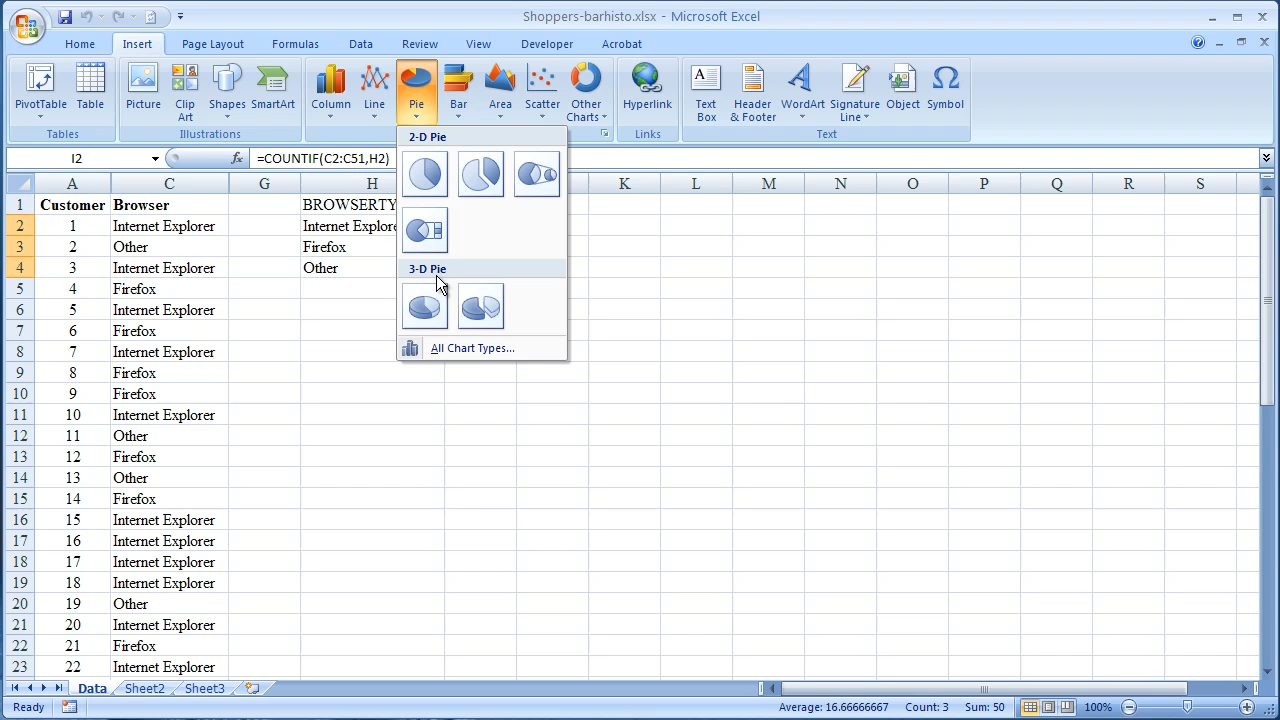 Shoppers-barhisto.xlsx - Microsoft Excel
Home Insert Page Layout Formulas Data Review View Developer Acrobat
PivotTable Table Picture Clip Art Shapes SmartArt Column Line Pie Bar Area Scatter Other Charts Hyperlink Text Box Header & Footer WordArt Signature Line Object Symbol
Tables Illustrations Links Text
I2 fx =COUNTIF(C2:C51,H2)
2-D Pie
3-D Pie
All Chart Types...
A C G H K L M N O P Q R S
1 Customer Browser BROWSERTY
2 1 Internet Explorer Internet Explore
3 2 Other Firefox
4 3 Internet Explorer Other
5 4 Firefox
6 5 Internet Explorer
7 6 Firefox
8 7 Internet Explorer
9 8 Firefox
10 9 Firefox
11 10 Internet Explorer
12 11 Other
13 12 Firefox
14 13 Other
15 14 Firefox
16 15 Internet Explorer
17 16 Internet Explorer
18 17 Internet Explorer
19 18 Internet Explorer
20 19 Other
21 20 Internet Explorer
22 21 Firefox
23 22 Internet Explorer
Data Sheet2 Sheet3
Ready Average: 16.66666667 Count: 3 Sum: 50 100%